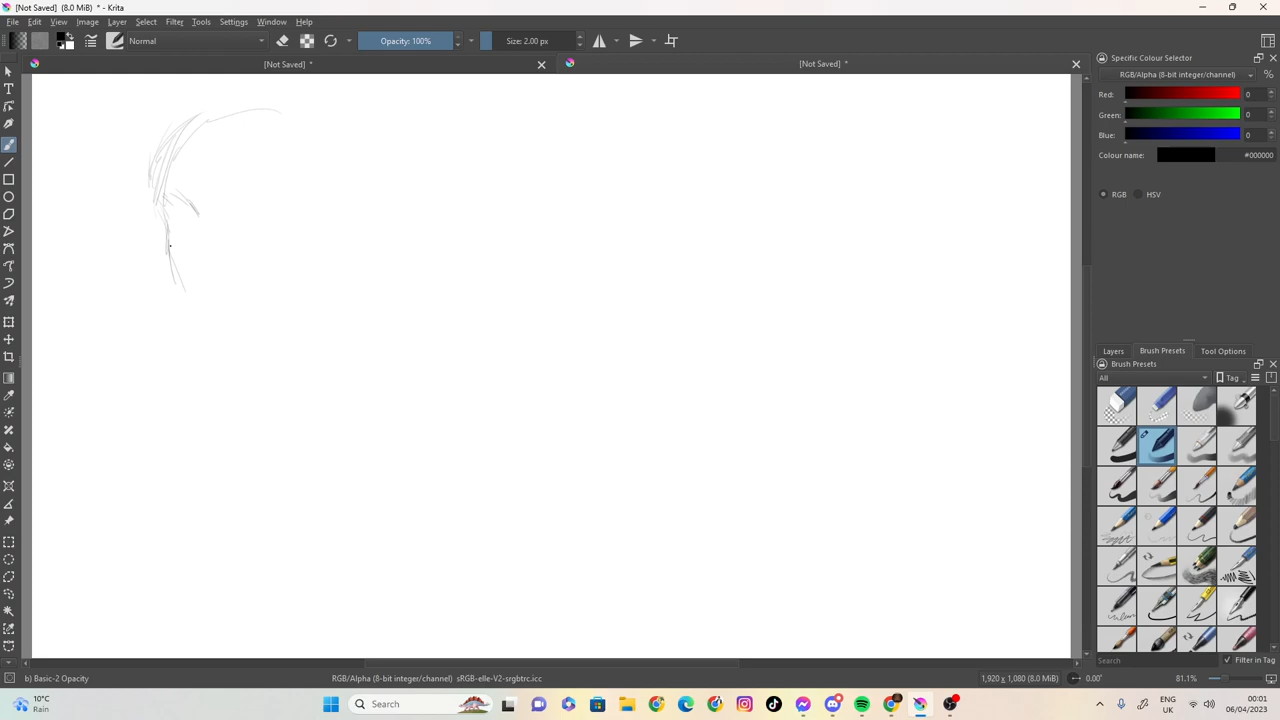 [Not Saved] (8.0 MiB) * - Krita
File Edit View Image Layer Select Filter Tools Settings Window Help
Normal Opacity: 100% Size: 2.00 px
[Not Saved] * [Not Saved] *
Specific Colour Selector
RGB/Alpha (8-bit integer/channel) %
Red: 0
Green: 0
Blue: 0
Colour name: #000000
RGB HSV
Layers Brush Presets Tool Options
Brush Presets
All Tag
Search Filter in Tag
b) Basic-2 Opacity RGB/Alpha (8-bit integer/channel) sRGB-elle-V2-srgbtrc.icc 1,920 x 1,080 (8.0 MiB) 0.00° 81.1%
10°C
Rain
Search
ENG
UK
00:01
06/04/2023